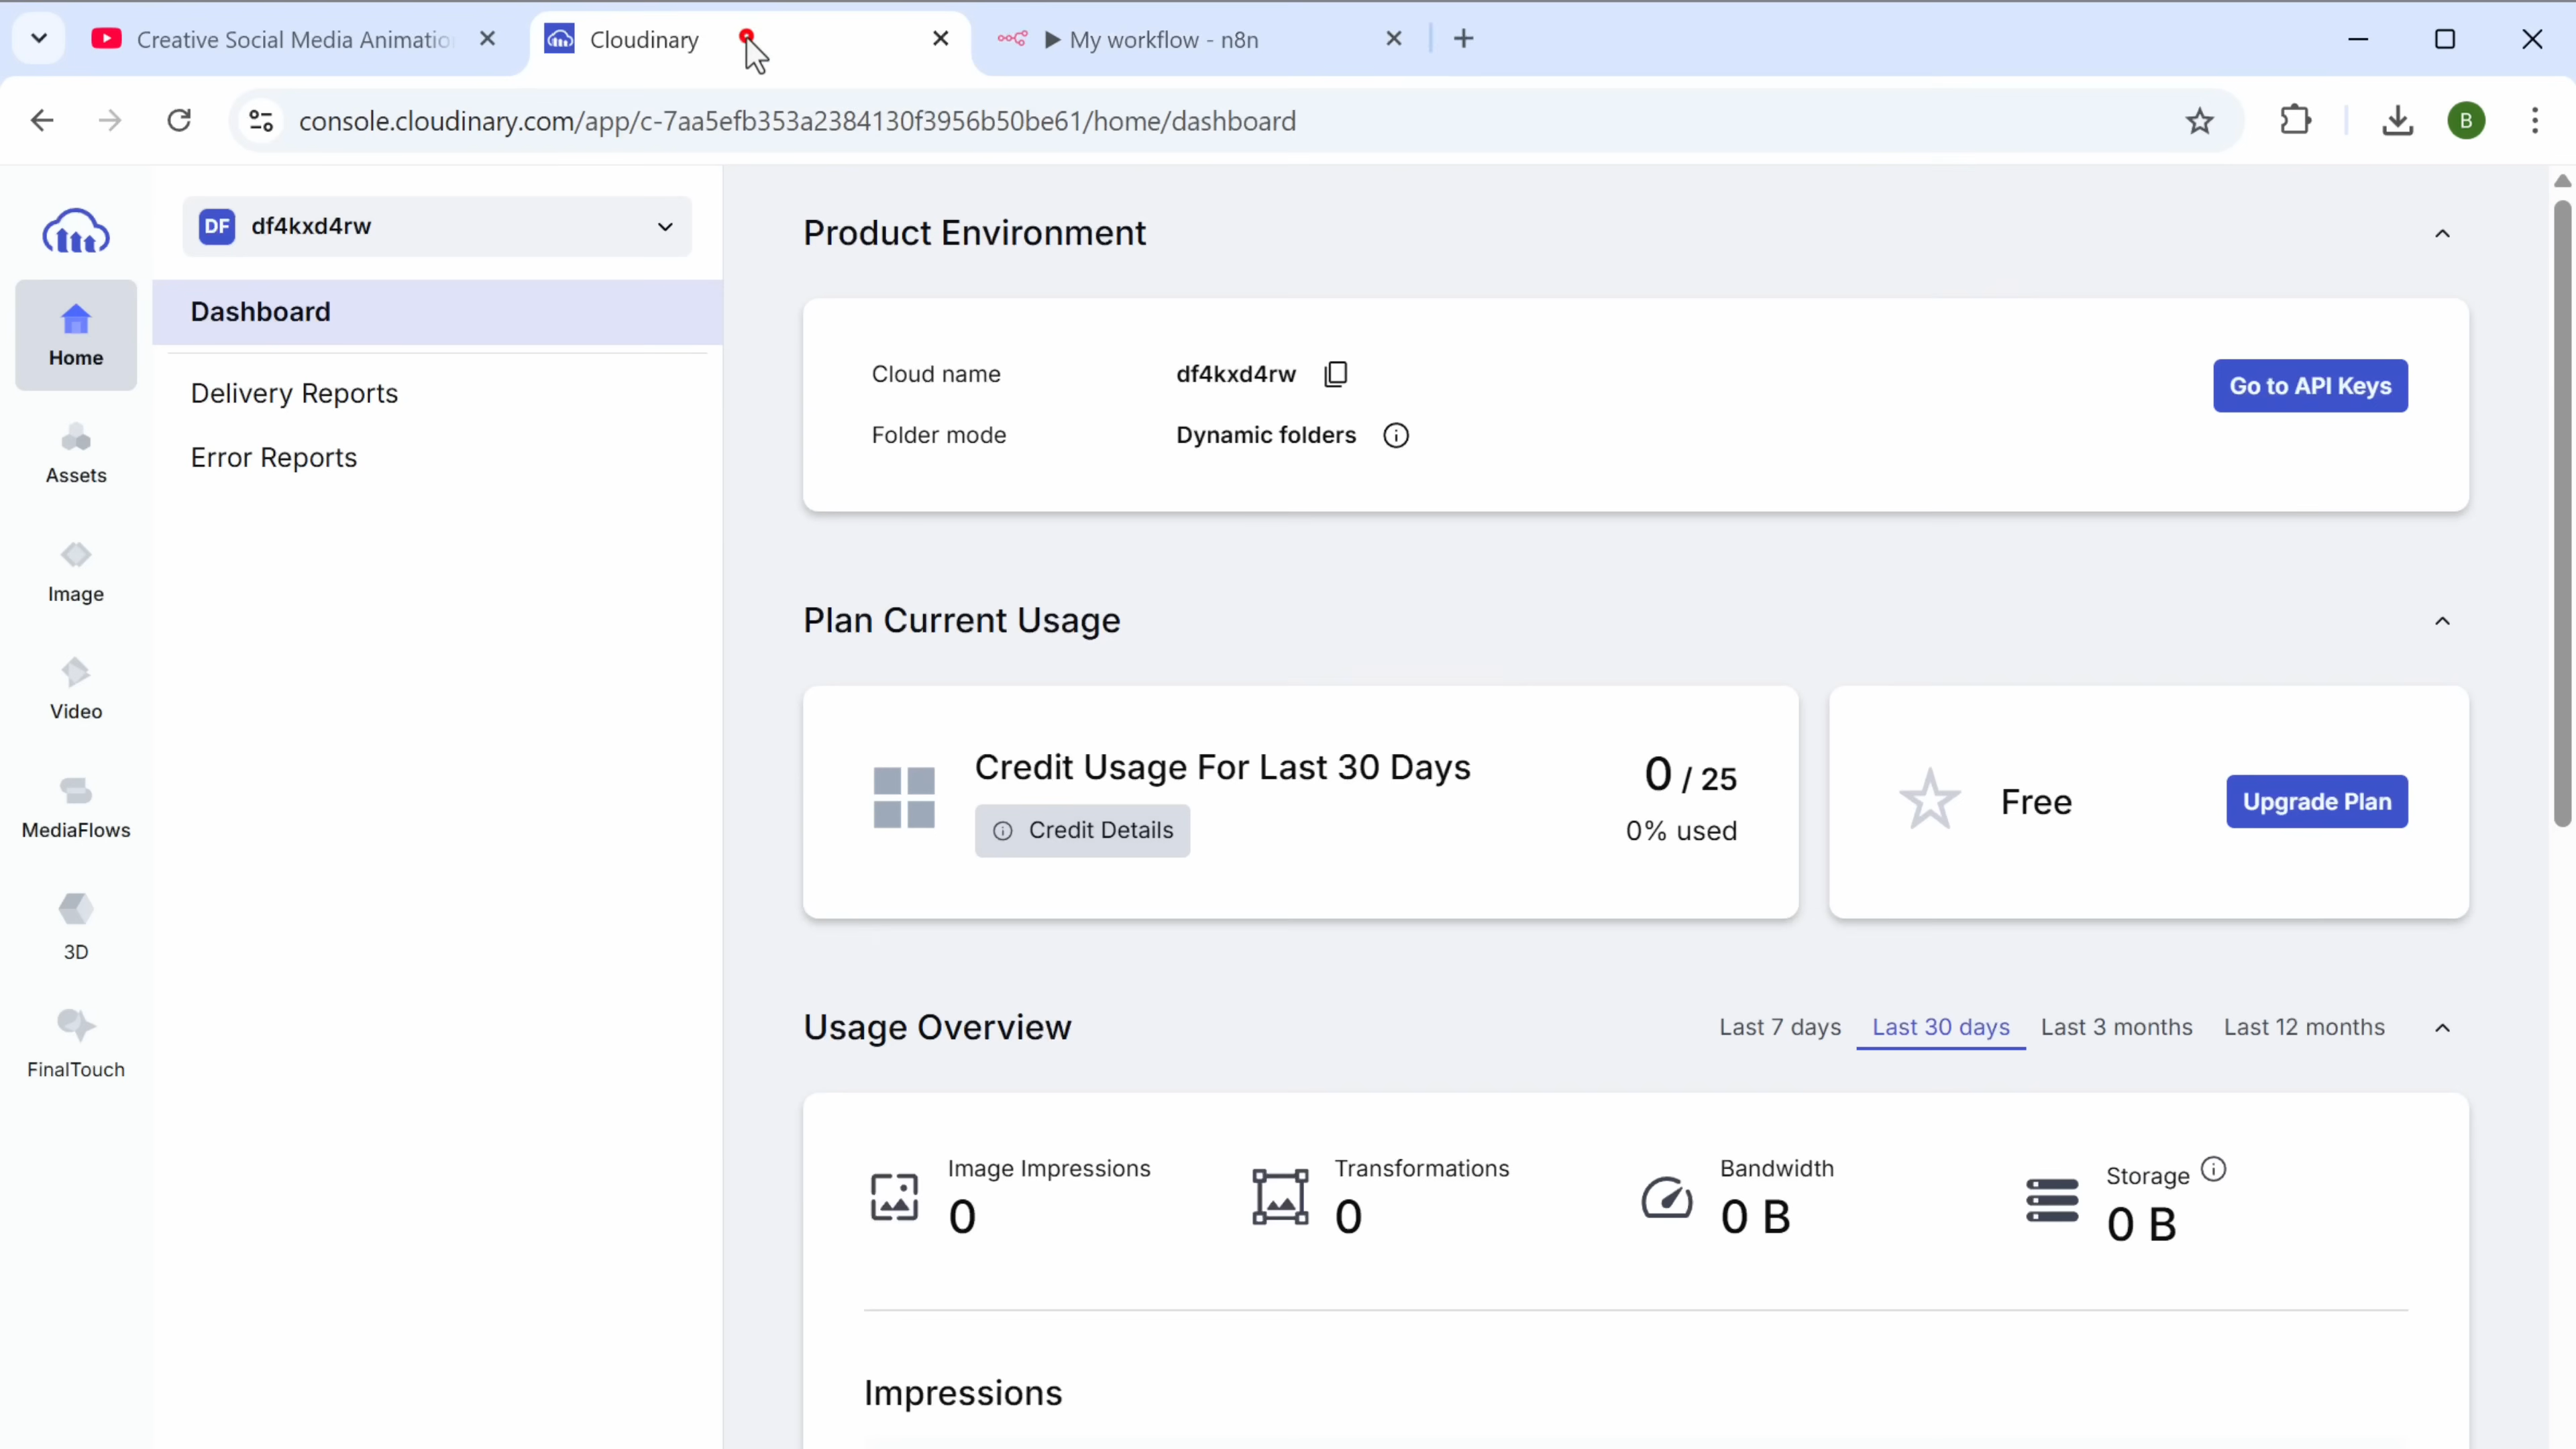 Creative Social Media Animatio
Cloudinary
▶ My workflow - n8n
console.cloudinary.com/app/c-7aa5efb353a2384130f3956b50be61/home/dashboard
B
DF
df4kxd4rw
Dashboard
Delivery Reports
Error Reports
Home
Assets
Image
Video
MediaFlows
3D
FinalTouch
Product Environment
Cloud name
df4kxd4rw
Go to API Keys
Folder mode
Dynamic folders
Plan Current Usage
Credit Usage For Last 30 Days
Credit Details
0 / 25
0% used
Free
Upgrade Plan
Usage Overview
Last 7 days
Last 30 days
Last 3 months
Last 12 months
Image Impressions
0
Transformations
0
Bandwidth
0 B
Storage
0 B
Impressions